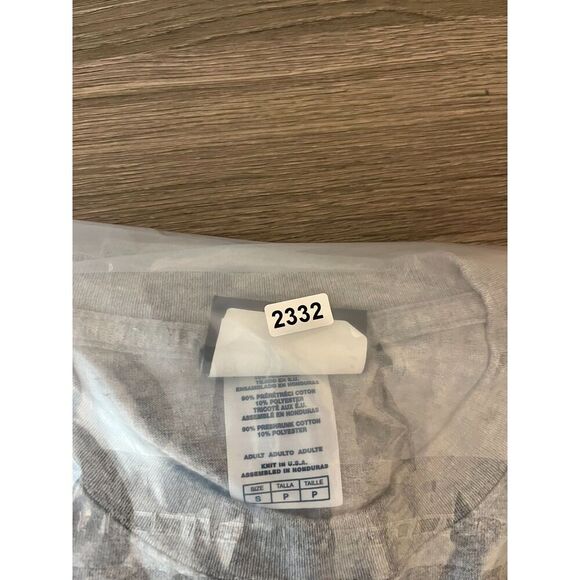 2332
TEJIDO EN E.U.
ENSAMBLADO EN HONDURAS
90% PRÉRÉTRÉCI COTON
10% POLYESTER
TRICOTÉ AUX É.U.
ASSEMBLÉ EN HONDURAS
90% PRESHRUNK COTTON
10% POLYESTER
ADULT ADULTO ADULTE
KNIT IN U.S.A.
ASSEMBLED IN HONDURAS
SIZE TALLA TAILLE
S P P